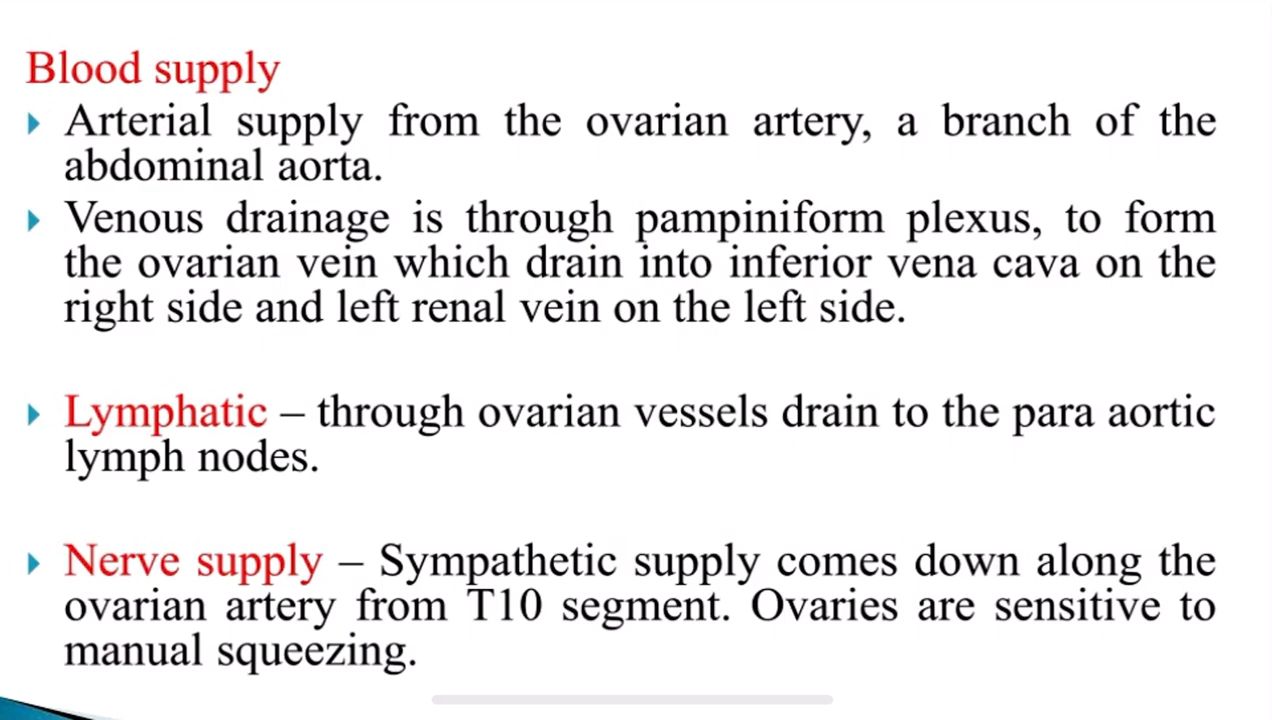 Blood supply
Arterial supply from the ovarian artery, a branch of the
abdominal aorta.
Venous drainage is through pampiniform plexus, to form
the ovarian vein which drain into inferior vena cava on the
right side and left renal vein on the left side.
Lymphatic – through ovarian vessels drain to the para aortic
lymph nodes.
Nerve supply – Sympathetic supply comes down along the
ovarian artery from T10 segment. Ovaries are sensitive to
manual squeezing.